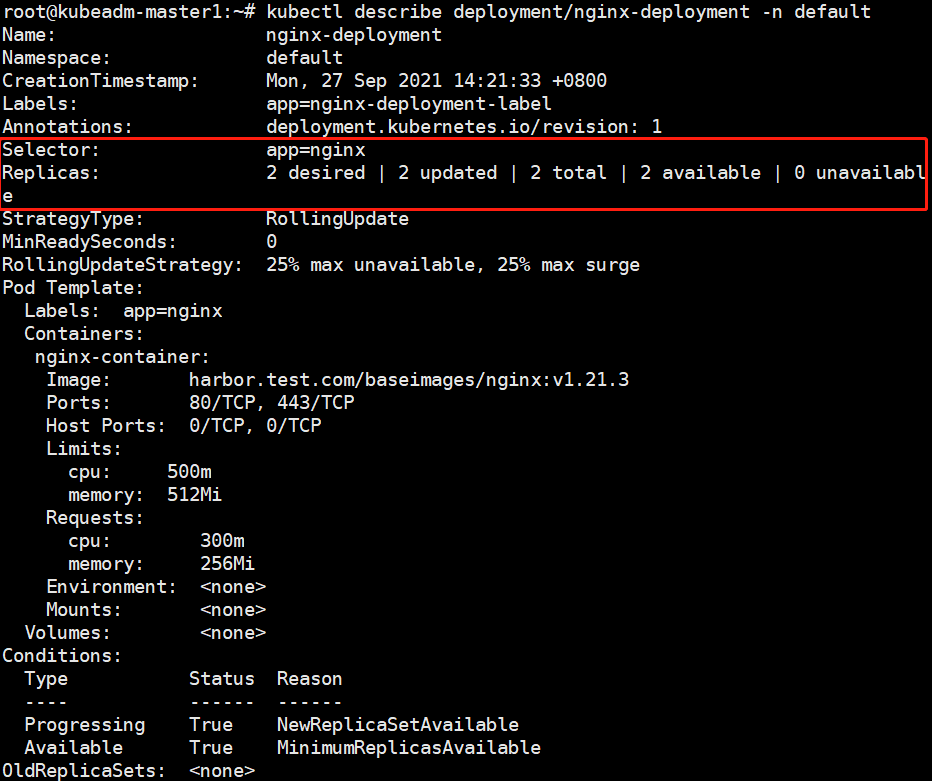 root@kubeadm-master1:~# kubectl describe deployment/nginx-deployment -n default
Name:                   nginx-deployment
Namespace:              default
CreationTimestamp:      Mon, 27 Sep 2021 14:21:33 +0800
Labels:                 app=nginx-deployment-label
Annotations:            deployment.kubernetes.io/revision: 1
Selector:               app=nginx
Replicas:               2 desired | 2 updated | 2 total | 2 available | 0 unavailabl
e
StrategyType:           RollingUpdate
MinReadySeconds:        0
RollingUpdateStrategy:  25% max unavailable, 25% max surge
Pod Template:
  Labels:  app=nginx
  Containers:
   nginx-container:
    Image:       harbor.test.com/baseimages/nginx:v1.21.3
    Ports:       80/TCP, 443/TCP
    Host Ports:  0/TCP, 0/TCP
    Limits:
      cpu:     500m
      memory:  512Mi
    Requests:
      cpu:        300m
      memory:     256Mi
    Environment:  <none>
    Mounts:       <none>
  Volumes:        <none>
Conditions:
  Type           Status  Reason
  ----           ------  ------
  Progressing    True    NewReplicaSetAvailable
  Available      True    MinimumReplicasAvailable
OldReplicaSets:  <none>